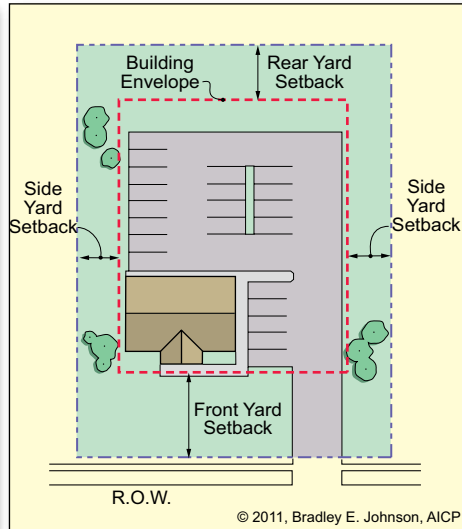 Building
Envelope
Rear Yard
Setback
Side
Yard
Setback
Side
Yard
Setback
Front Yard
Setback
R.O.W.
© 2011, Bradley E. Johnson, AICP